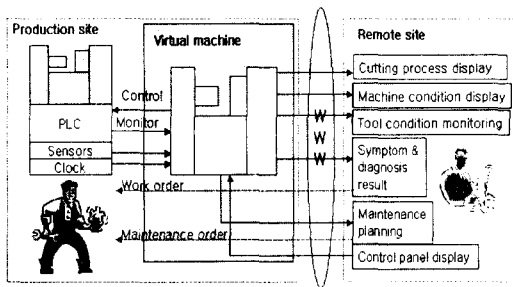 Production site
Virtual machine
Remote site
Control
Monitor
PLC
Sensors
Clock
Work order
Maintenance order
W
W
W
Cutting process display
Machine condition display
Tool condition monitoring
Symptom &
diagnosis
result
Maintenance
planning
Control panel display